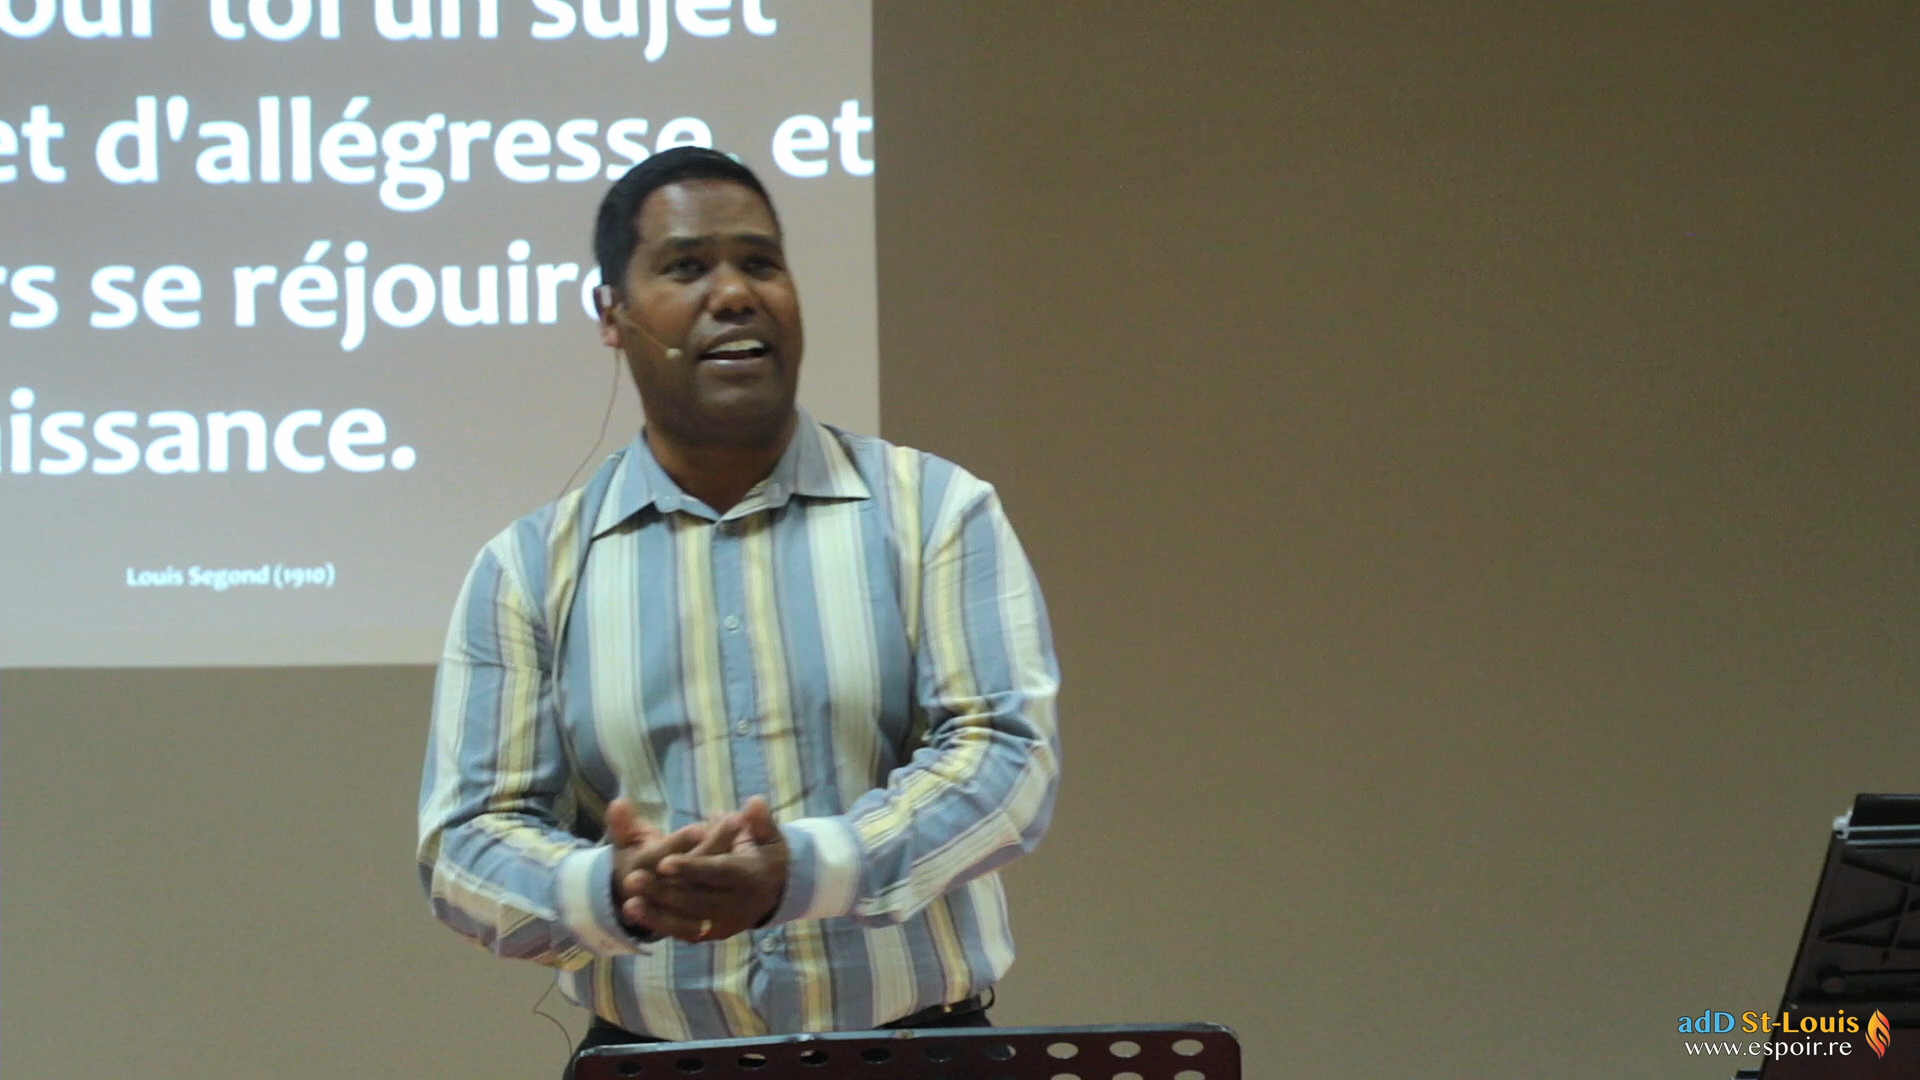 our toi un sujet
et d'allégresse, et
rs se réjouir
issance.
Louis Segond (1910)
adD St-Louis
www.espoir.re